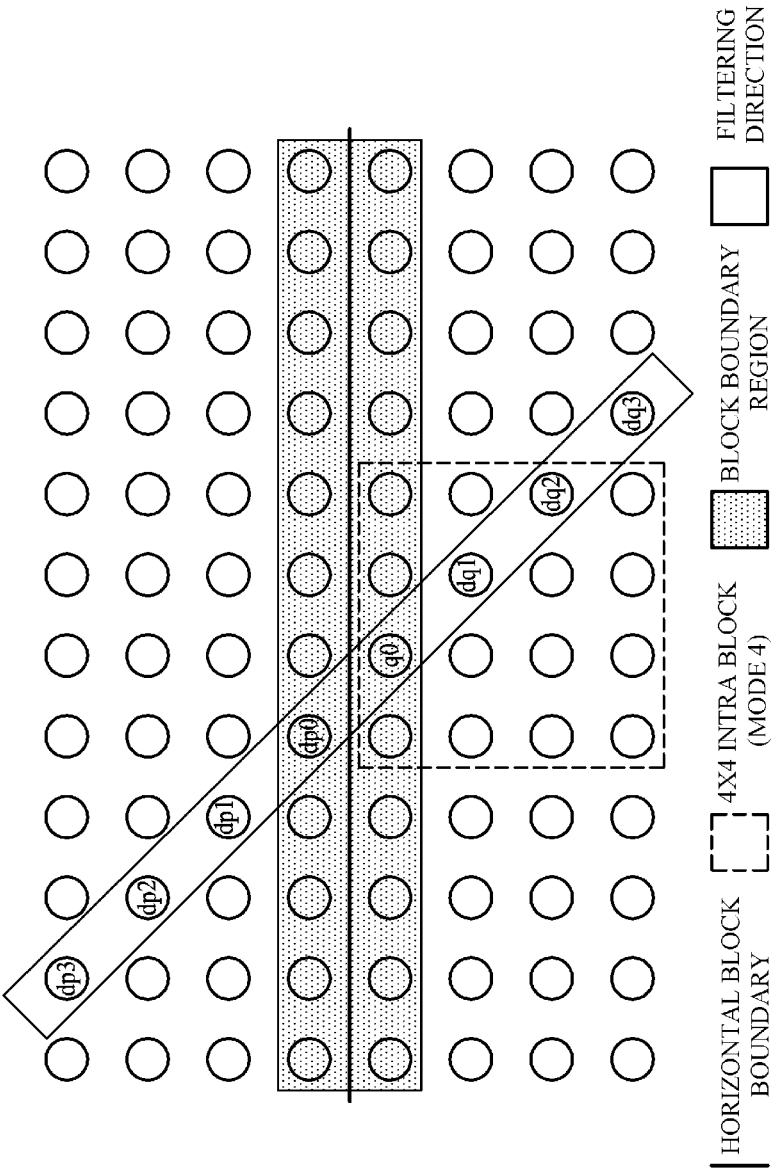 dp3
dp2
dp1
dp0
q0
dq1
dq2
dq3
HORIZONTAL BLOCK
BOUNDARY
4X4 INTRA BLOCK
(MODE 4)
BLOCK BOUNDARY
REGION
FILTERING
DIRECTION